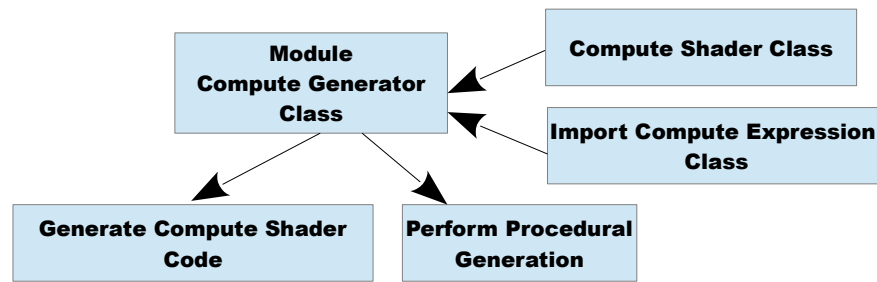 Module
Compute Generator
Class
Compute Shader Class
Import Compute Expression
Class
Generate Compute Shader
Code
Perform Procedural
Generation